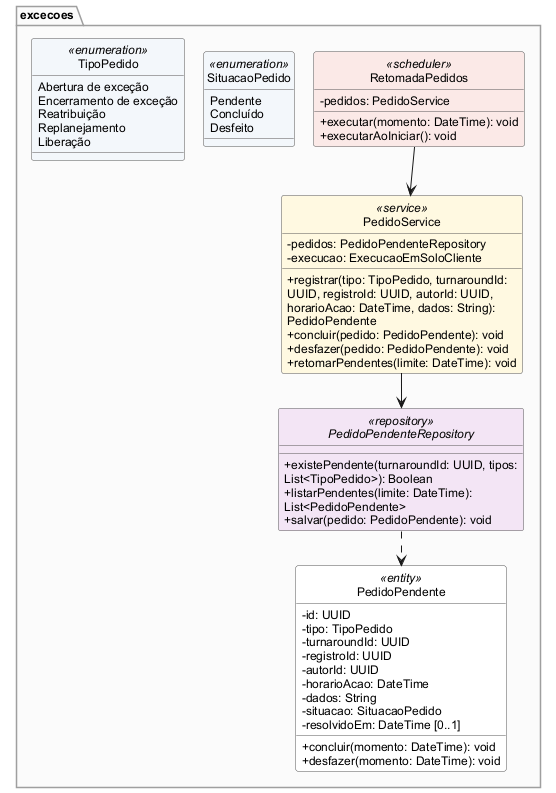 excecoes
«enumeration»
TipoPedido
Abertura de exceção
Encerramento de exceção
Reatribuição
Replanejamento
Liberação
«enumeration»
SituacaoPedido
Pendente
Concluído
Desfeito
«scheduler»
RetomadaPedidos
-pedidos: PedidoService
+executar(momento: DateTime): void
+executarAoIniciar(): void
«service»
PedidoService
-pedidos: PedidoPendenteRepository
-execucao: ExecucaoEmSoloCliente
+registrar(tipo: TipoPedido, turnaroundId:
UUID, registroId: UUID, autorId: UUID,
horarioAcao: DateTime, dados: String):
PedidoPendente
+concluir(pedido: PedidoPendente): void
+desfazer(pedido: PedidoPendente): void
+retomarPendentes(limite: DateTime): void
«repository»
PedidoPendenteRepository
+existePendente(turnaroundId: UUID, tipos:
List<TipoPedido>): Boolean
+listarPendentes(limite: DateTime):
List<PedidoPendente>
+salvar(pedido: PedidoPendente): void
«entity»
PedidoPendente
-id: UUID
-tipo: TipoPedido
-turnaroundId: UUID
-registroId: UUID
-autorId: UUID
-horarioAcao: DateTime
-dados: String
-situacao: SituacaoPedido
-resolvidoEm: DateTime [0..1]
+concluir(momento: DateTime): void
+desfazer(momento: DateTime): void